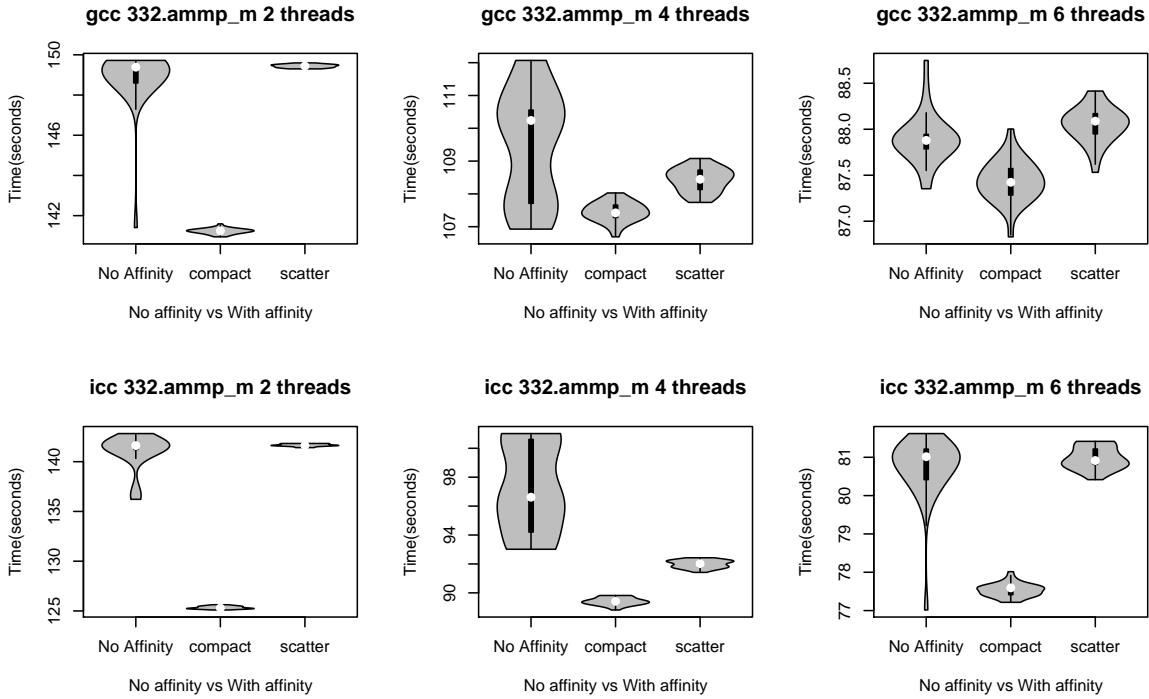 gcc 332.ammp_m 2 threads
Time(seconds)
150
146
142
No Affinity
compact
scatter
No affinity vs With affinity
gcc 332.ammp_m 4 threads
Time(seconds)
111
109
107
No Affinity
compact
scatter
No affinity vs With affinity
gcc 332.ammp_m 6 threads
Time(seconds)
88.5
88.0
87.5
87.0
No Affinity
compact
scatter
No affinity vs With affinity
icc 332.ammp_m 2 threads
Time(seconds)
140
135
130
125
No Affinity
compact
scatter
No affinity vs With affinity
icc 332.ammp_m 4 threads
Time(seconds)
98
94
90
No Affinity
compact
scatter
No affinity vs With affinity
icc 332.ammp_m 6 threads
Time(seconds)
81
80
79
78
77
No Affinity
compact
scatter
No affinity vs With affinity